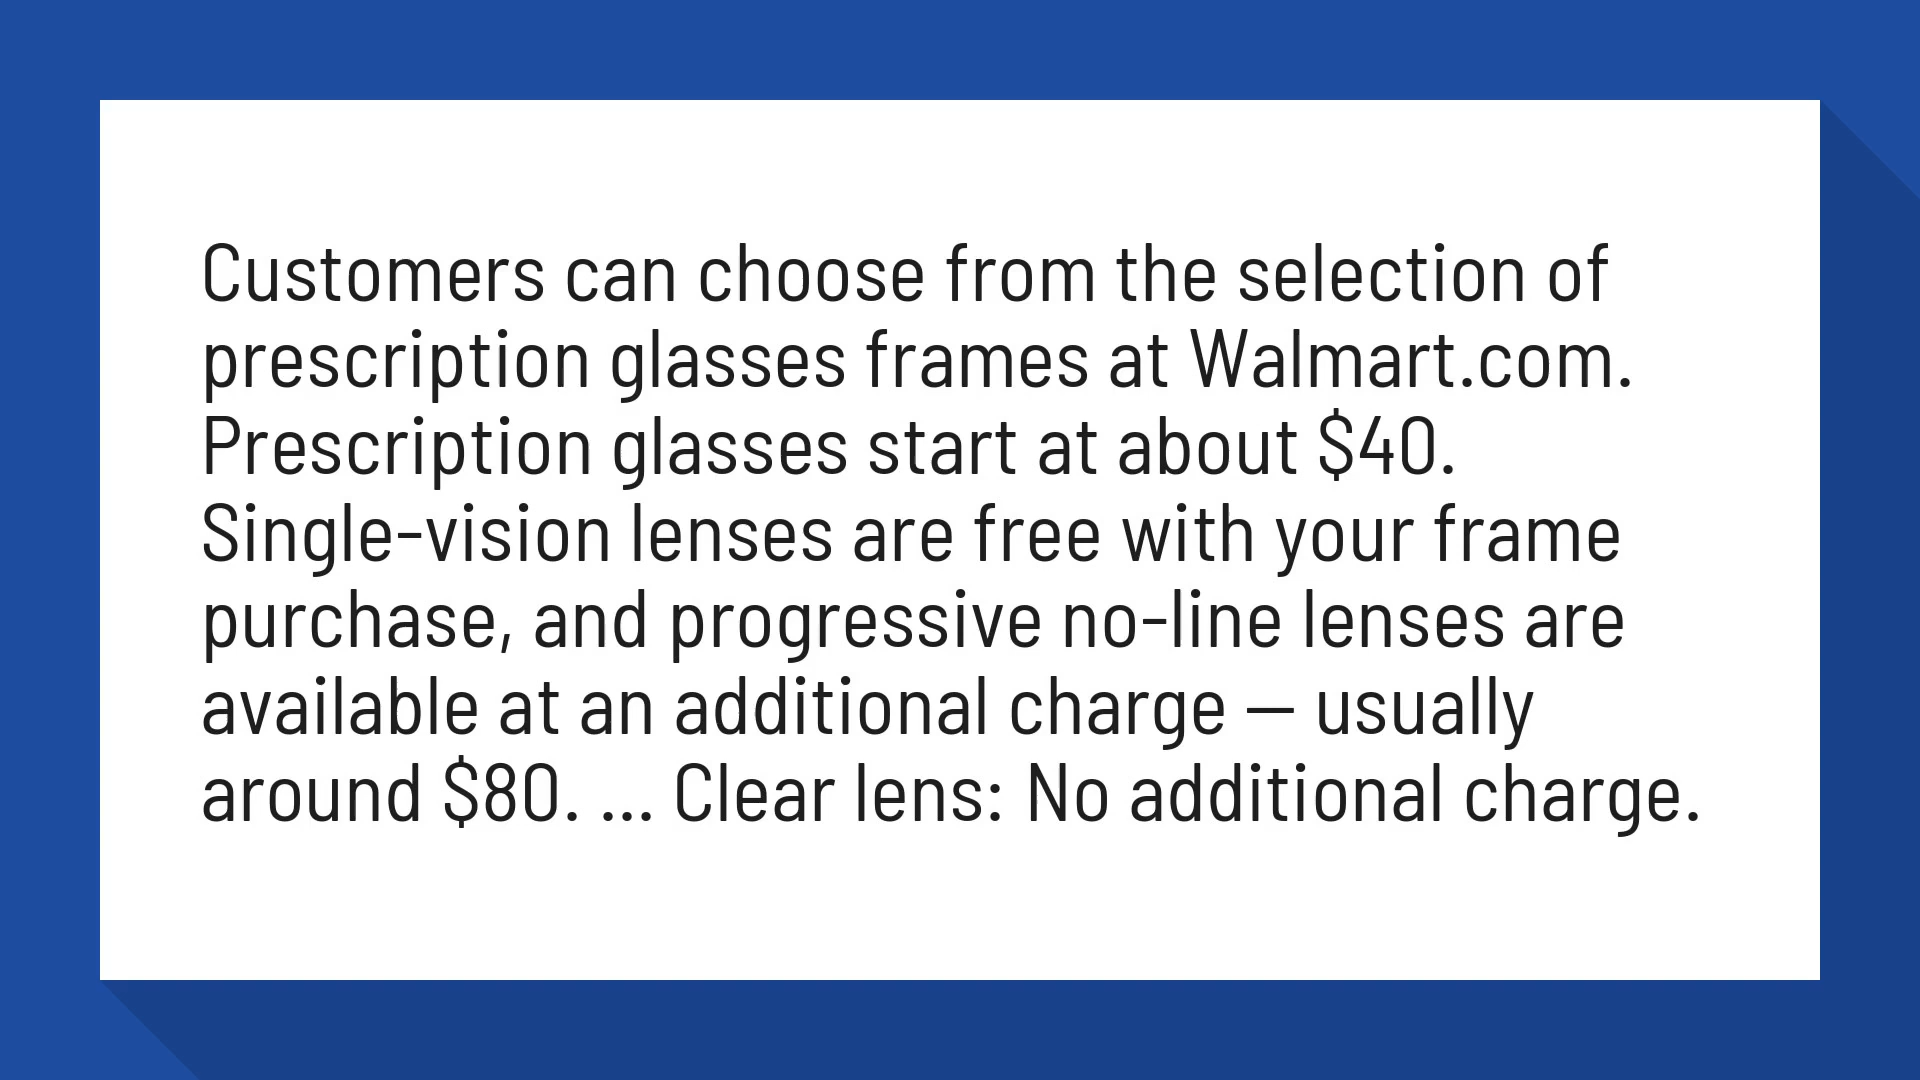 Customers can choose from the selection of
prescription glasses frames at Walmart.com.
Prescription glasses start at about $40.
Single-vision lenses are free with your frame
purchase, and progressive no-line lenses are
available at an additional charge — usually
around $80. ... Clear lens: No additional charge.